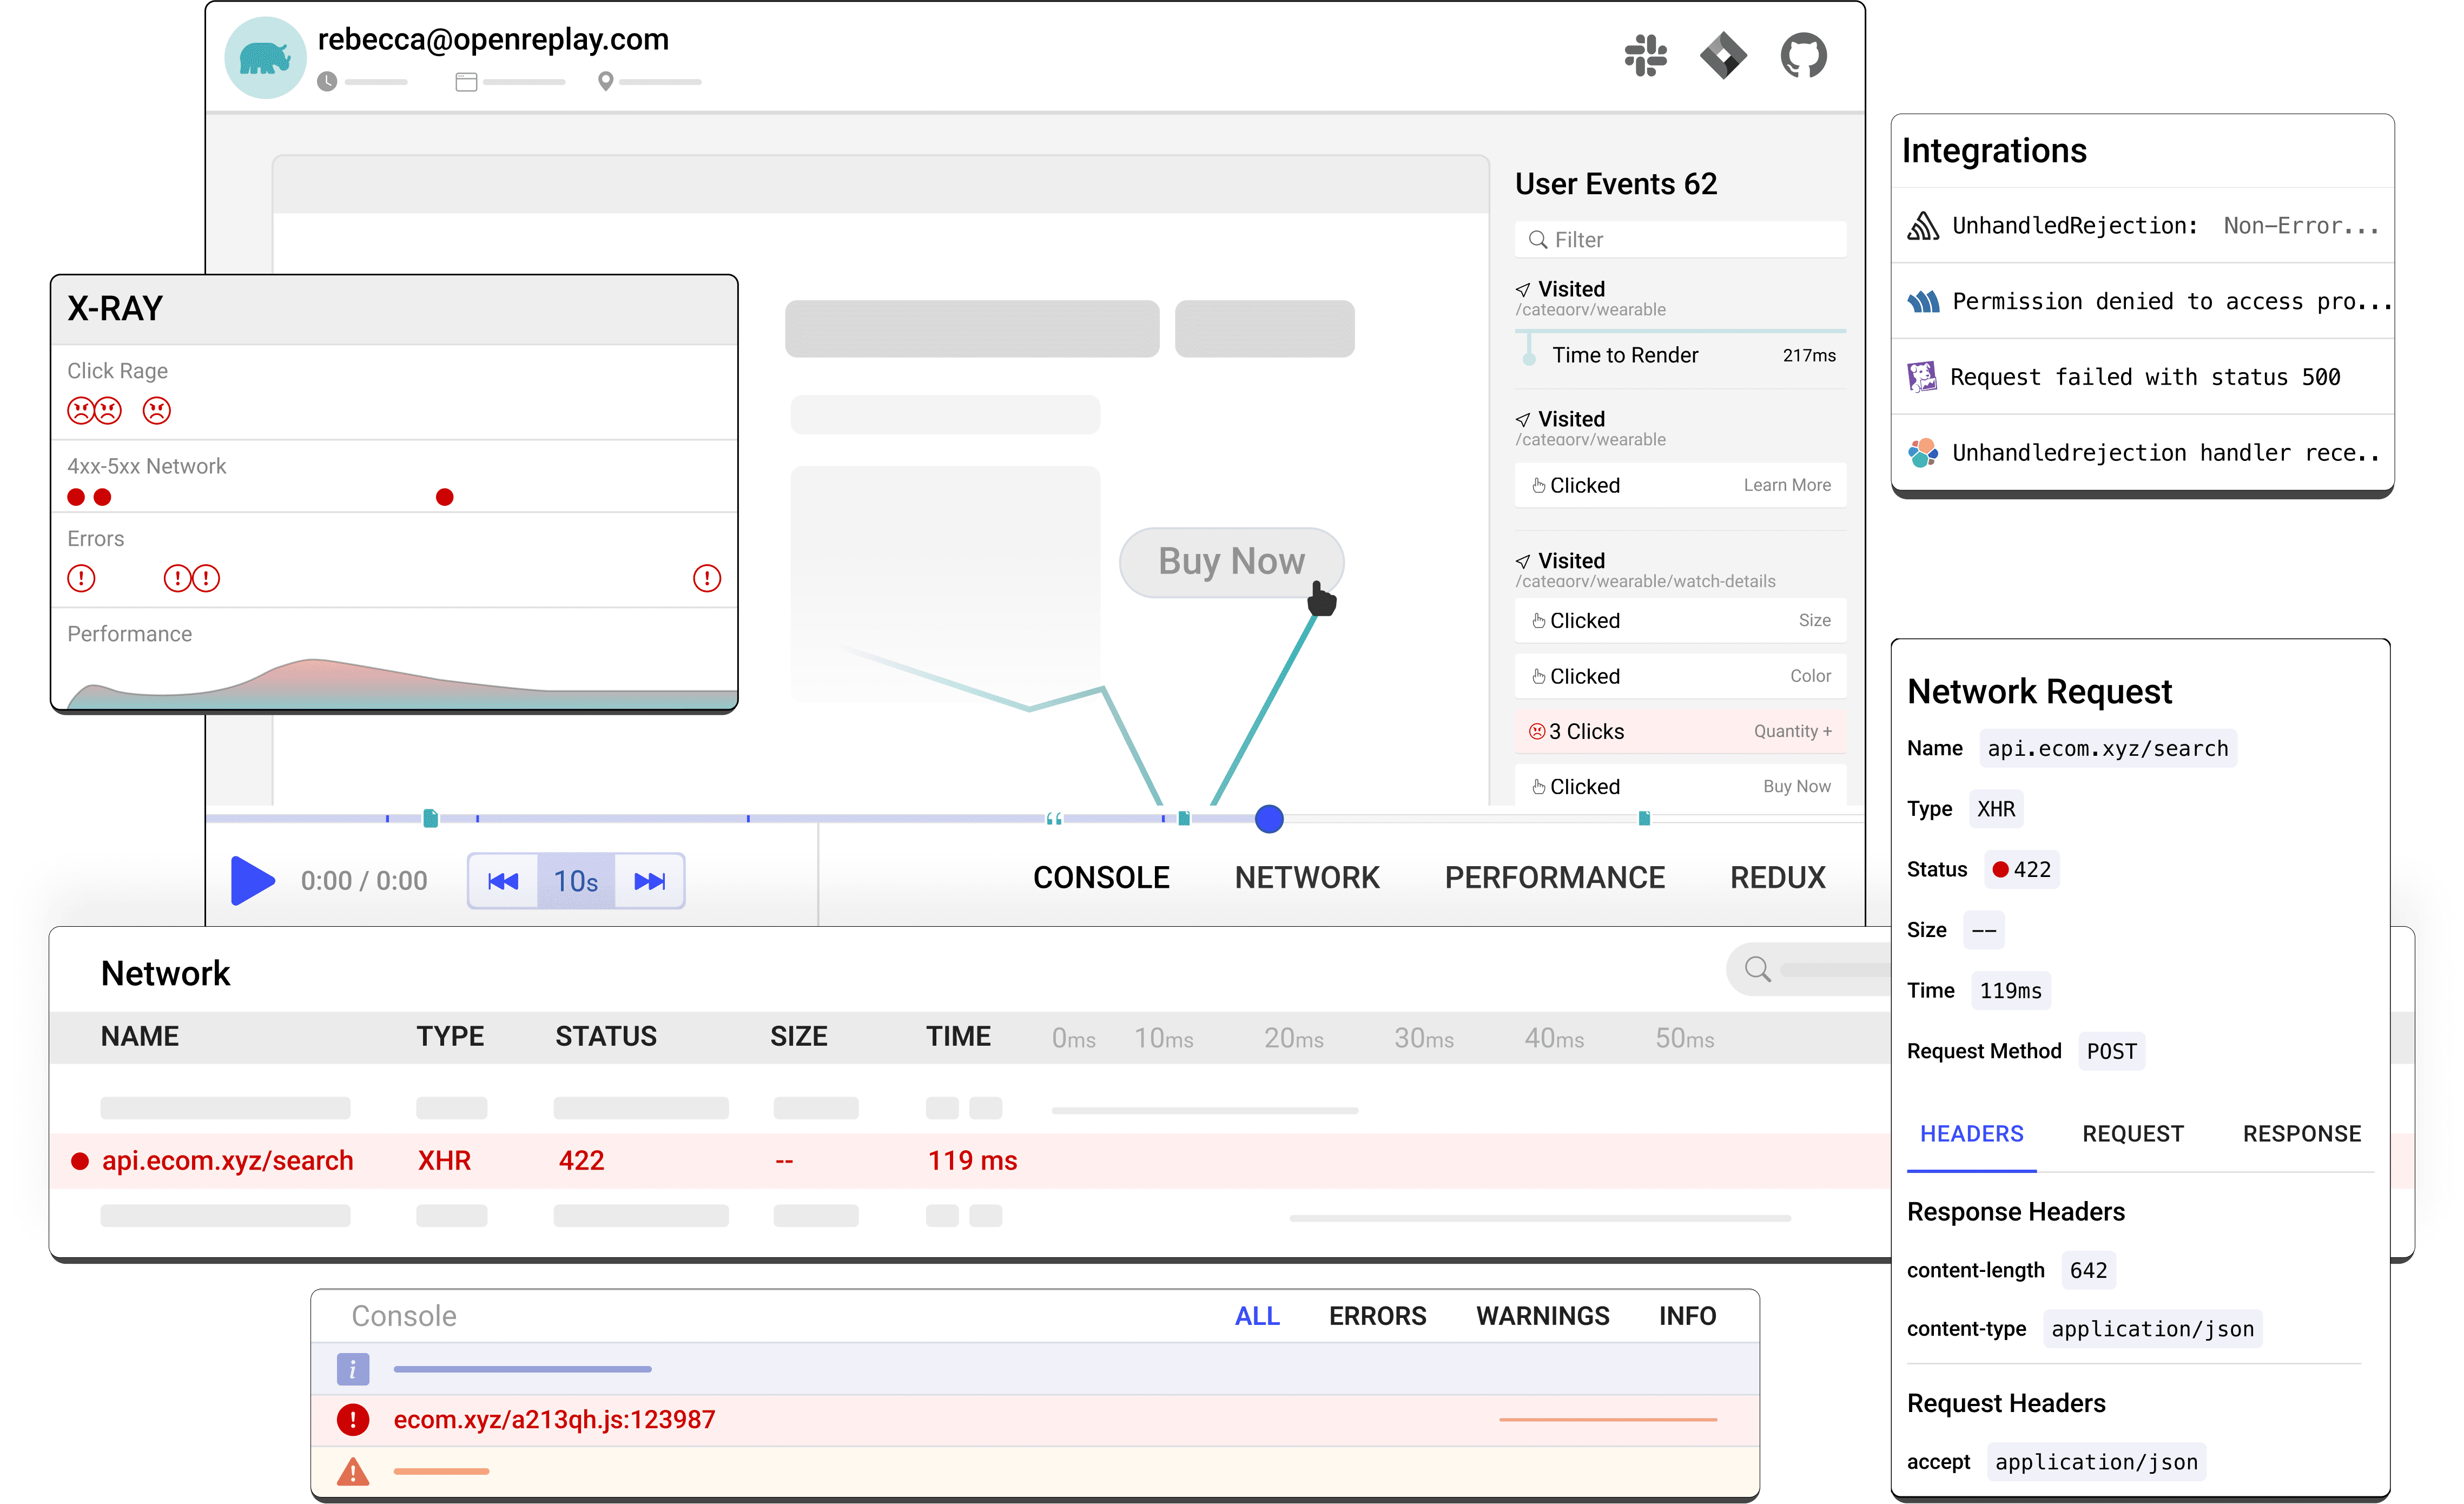 rebecca@openreplay.com
User Events 62
Filter
Visited
/category/wearable
Time to Render 217ms
Visited
/category/wearable
Clicked Learn More
Visited
/category/wearable/watch-details
Clicked Size
Clicked Color
3 Clicks Quantity +
Clicked Buy Now
X-RAY
Click Rage
4xx-5xx Network
Errors
Performance
Buy Now
0:00 / 0:00
10s
CONSOLE NETWORK PERFORMANCE REDUX
Integrations
UnhandledRejection: Non-Error...
Permission denied to access pro...
Request failed with status 500
Unhandledrejection handler rece..
Network
NAME TYPE STATUS SIZE TIME 0ms 10ms 20ms 30ms 40ms 50ms
api.ecom.xyz/search XHR 422 -- 119 ms
Network Request
Name api.ecom.xyz/search
Type XHR
Status 422
Size --
Time 119ms
Request Method POST
HEADERS REQUEST RESPONSE
Response Headers
content-length 642
content-type application/json
Request Headers
accept application/json
Console ALL ERRORS WARNINGS INFO
ecom.xyz/a213qh.js:123987